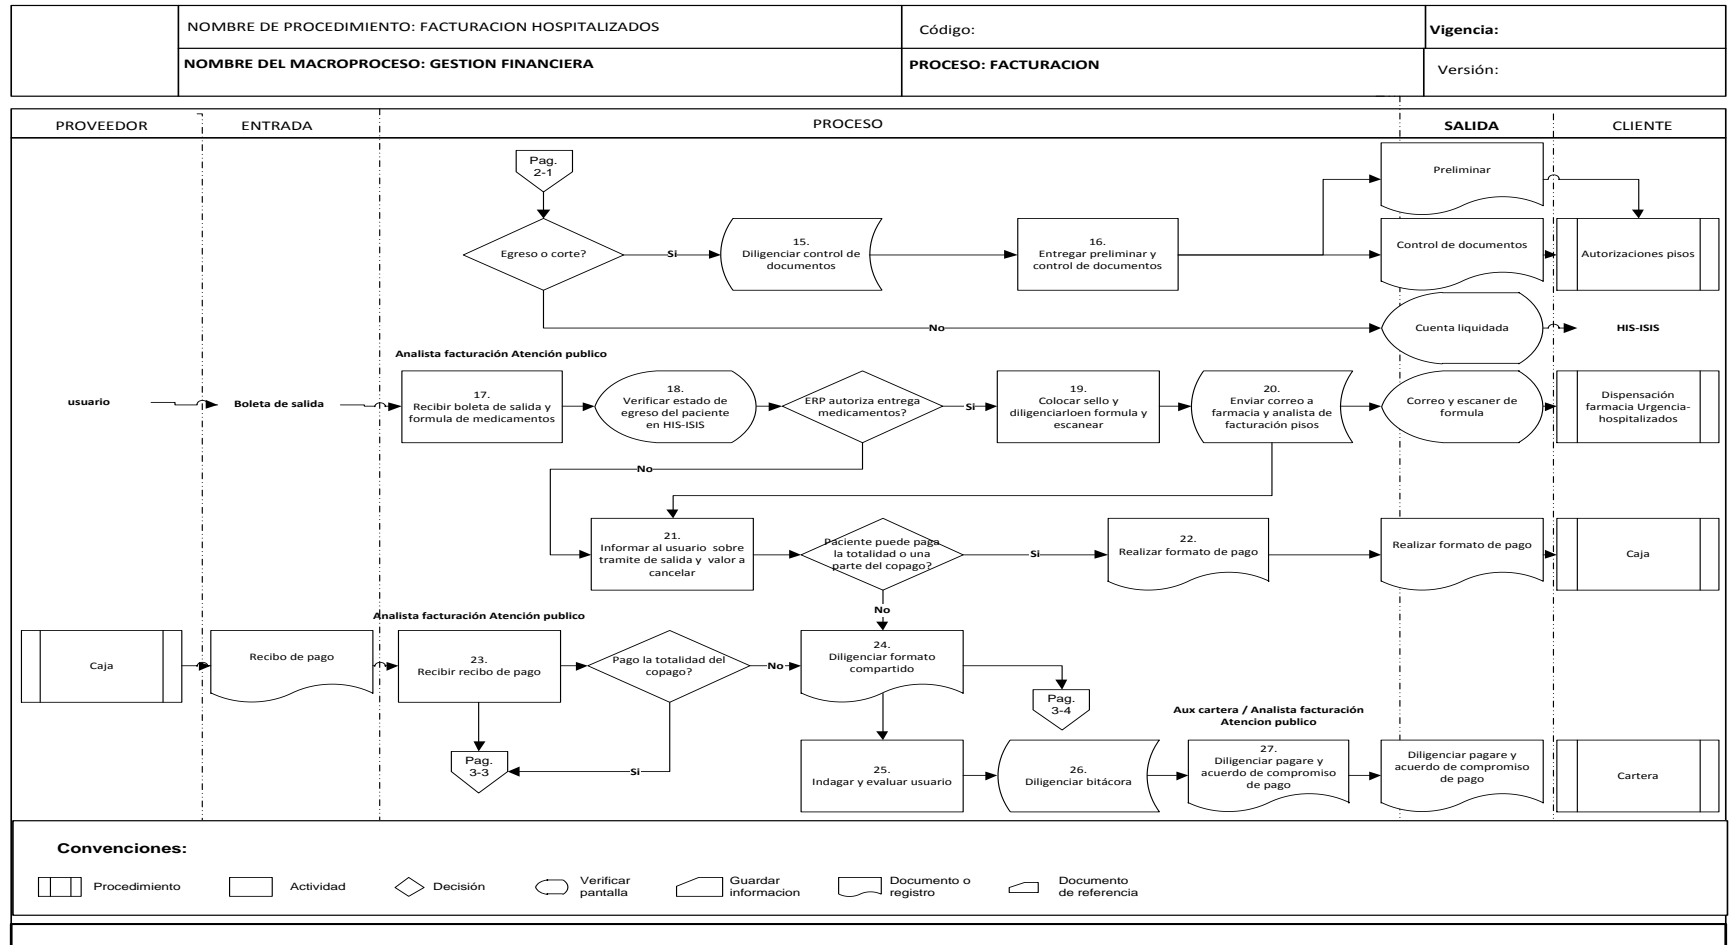 NOMBRE DE PROCEDIMIENTO: FACTURACION HOSPITALIZADOS
Código:
Vigencia:
NOMBRE DEL MACROPROCESO: GESTION FINANCIERA
PROCESO: FACTURACION
Versión:
PROVEEDOR
ENTRADA
PROCESO
SALIDA
CLIENTE
Pag.
2-1
Preliminar
Egreso o corte?
Si
15.
Diligenciar control de
documentos
16.
Entregar preliminar y
control de documentos
Control de documentos
Autorizaciones pisos
No
Cuenta liquidada
HIS-ISIS
Analista facturación Atención publico
usuario
Boleta de salida
17.
Recibir boleta de salida y
formula de medicamentos
18.
Verificar estado de
egreso del paciente
en HIS-ISIS
ERP autoriza entrega
medicamentos?
Si
19.
Colocar sello y
diligenciarloen formula y
escanear
20.
Enviar correo a
farmacia y analista de
facturación pisos
Correo y escaner de
formula
Dispensación
farmacia Urgencia-
hospitalizados
No
21.
Informar al usuario sobre
tramite de salida y valor a
cancelar
Paciente puede paga
la totalidad o una
parte del copago?
Si
22.
Realizar formato de pago
Realizar formato de pago
Caja
No
Analista facturación Atención publico
Caja
Recibo de pago
23.
Recibir recibo de pago
Pago la totalidad del
copago?
No
24.
Diligenciar formato
compartido
Pag.
3-4
Aux cartera / Analista facturación
Atencion publico
Pag.
3-3
Si
25.
Indagar y evaluar usuario
26.
Diligenciar bitácora
27.
Diligenciar pagare y
acuerdo de compromiso
de pago
Diligenciar pagare y
acuerdo de compromiso
de pago
Cartera
Convenciones:
Procedimiento
Actividad
Decisión
Verificar
pantalla
Guardar
informacion
Documento o
registro
Documento
de referencia